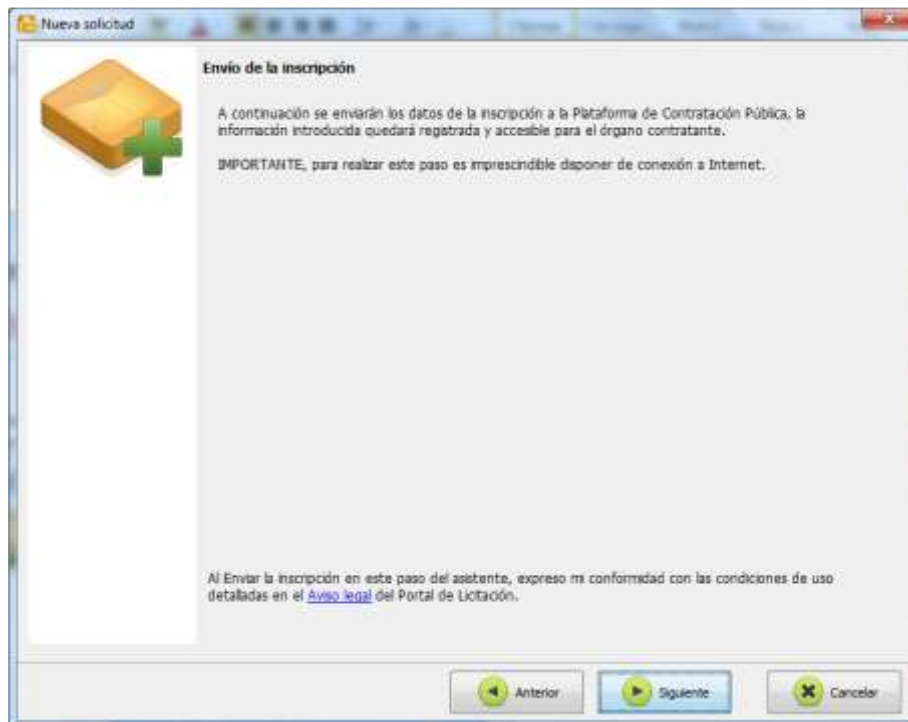 Nueva solicitud
Envío de la inscripción
A continuación se enviarán los datos de la inscripción a la Plataforma de Contratación Pública, la
información introducida quedará registrada y accesible para el órgano contratante.
IMPORTANTE, para realizar este paso es imprescindible disponer de conexión a Internet.
Al Enviar la inscripción en este paso del asistente, expreso mi conformidad con las condiciones de uso
detalladas en el Aviso legal del Portal de Licitación.
Anterior
Siguiente
Cancelar